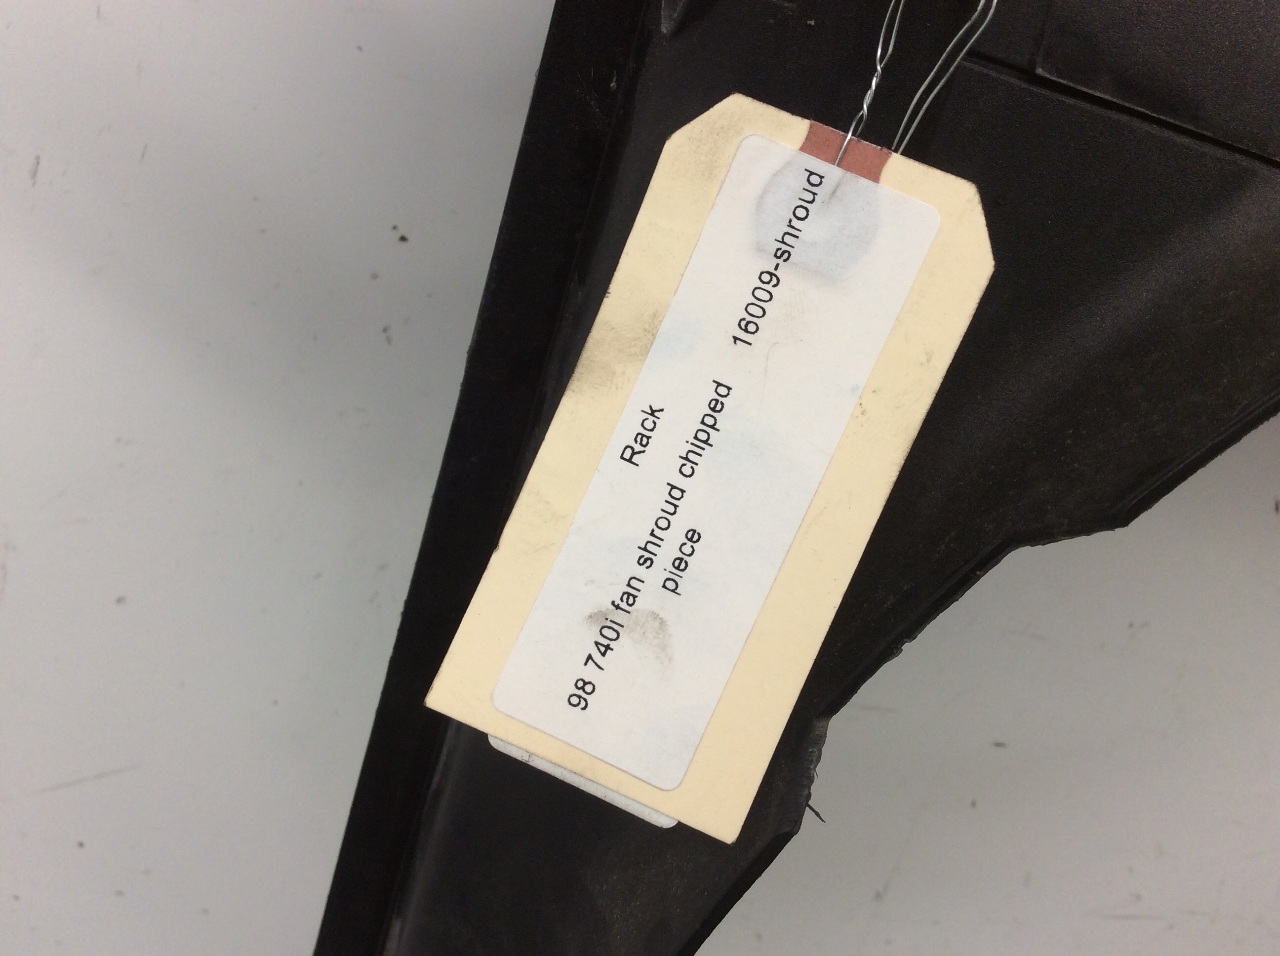 Rack
98 740i fan shroud chipped 16009-shroud
piece